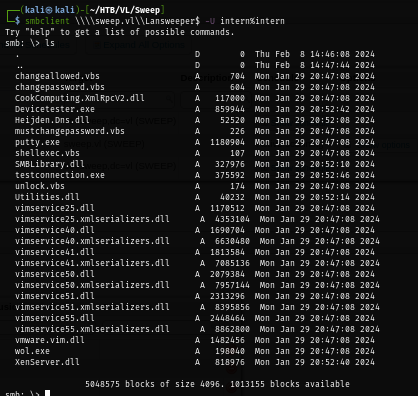 ┌──(kali㉿kali)-[~/HTB/VL/Sweep]
└─$ smbclient \\\\sweep.vl\\Lansweeper$ -U intern%intern
Try "help" to get a list of possible commands.
smb: \> ls
. D 0 Thu Feb 8 14:46:08 2024
.. D 0 Thu Feb 8 14:47:44 2024
changeallowed.vbs A 704 Mon Jan 29 20:47:08 2024
changepassword.vbs A 604 Mon Jan 29 20:47:08 2024
CookComputing.XmlRpcV2.dll A 117000 Mon Jan 29 20:47:08 2024
Devicetester.exe A 859944 Mon Jan 29 20:52:42 2024
Heijden.Dns.dll A 52520 Mon Jan 29 20:52:08 2024
mustchangepassword.vbs A 226 Mon Jan 29 20:47:08 2024
putty.exe A 1180904 Mon Jan 29 20:47:08 2024
shellexec.vbs A 107 Mon Jan 29 20:47:08 2024
SMBLibrary.dll A 327976 Mon Jan 29 20:52:10 2024
testconnection.exe A 375592 Mon Jan 29 20:52:46 2024
unlock.vbs A 174 Mon Jan 29 20:47:08 2024
Utilities.dll A 40232 Mon Jan 29 20:52:14 2024
vimservice25.dll A 1170512 Mon Jan 29 20:47:08 2024
vimservice25.xmlserializers.dll A 4353104 Mon Jan 29 20:47:08 2024
vimservice40.dll A 1690704 Mon Jan 29 20:47:08 2024
vimservice40.xmlserializers.dll A 6630480 Mon Jan 29 20:47:08 2024
vimservice41.dll A 1813584 Mon Jan 29 20:47:08 2024
vimservice41.xmlserializers.dll A 7085136 Mon Jan 29 20:47:08 2024
vimservice50.dll A 2079384 Mon Jan 29 20:47:08 2024
vimservice50.xmlserializers.dll A 7957144 Mon Jan 29 20:47:08 2024
vimservice51.dll A 2313296 Mon Jan 29 20:47:08 2024
vimservice51.xmlserializers.dll A 8395856 Mon Jan 29 20:47:08 2024
vimservice55.dll A 2448464 Mon Jan 29 20:47:08 2024
vimservice55.xmlserializers.dll A 8862800 Mon Jan 29 20:47:08 2024
vmware.vim.dll A 1482456 Mon Jan 29 20:47:08 2024
wol.exe A 198040 Mon Jan 29 20:47:08 2024
XenServer.dll A 818976 Mon Jan 29 20:52:40 2024
5048575 blocks of size 4096. 1013155 blocks available
smb: \>